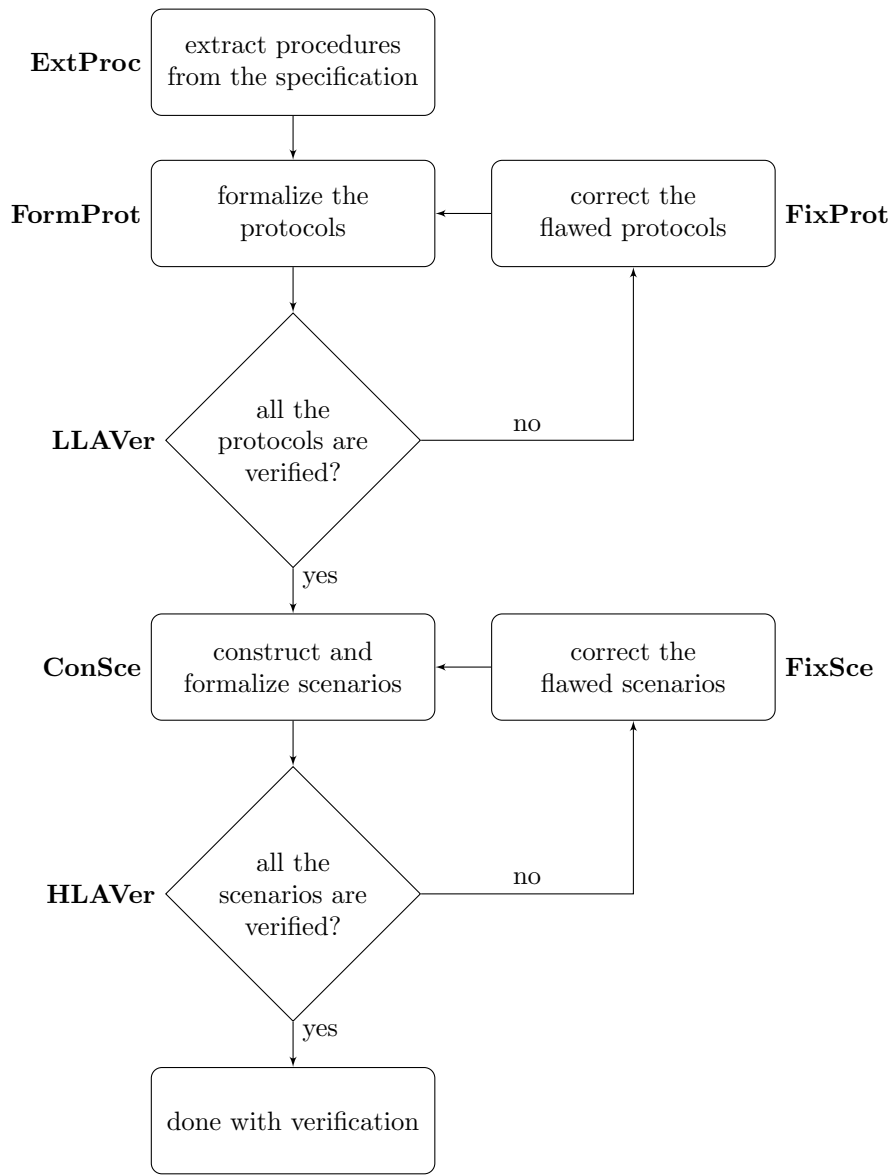 ExtProc
extract procedures
from the specification
FormProt
formalize the
protocols
correct the
flawed protocols
FixProt
LLAVer
all the
protocols are
verified?
no
yes
ConSce
construct and
formalize scenarios
correct the
flawed scenarios
FixSce
HLAVer
all the
scenarios are
verified?
no
yes
done with verification